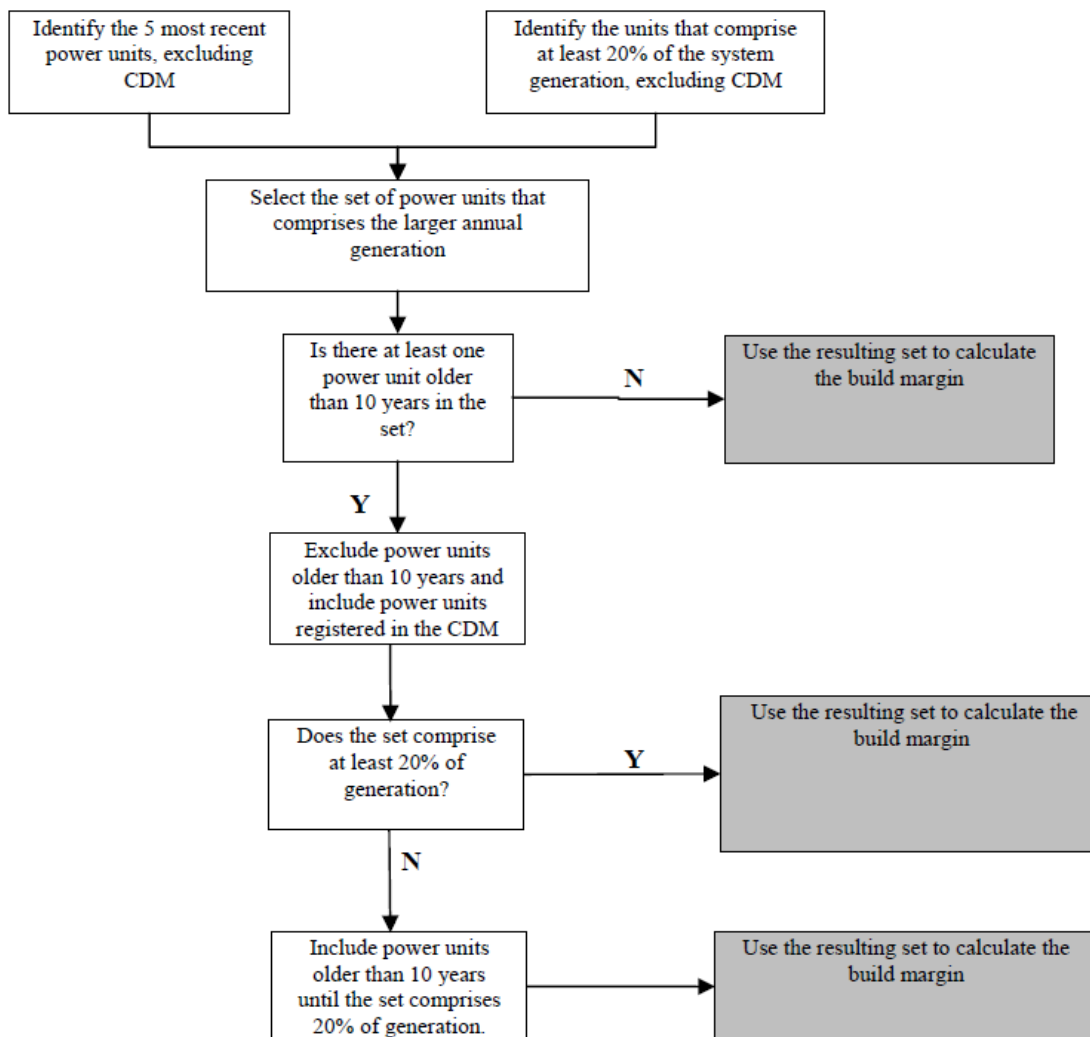 Identify the 5 most recent
power units, excluding
CDM
Identify the units that comprise
at least 20% of the system
generation, excluding CDM
Select the set of power units that
comprises the larger annual
generation
Is there at least one
power unit older
than 10 years in the
set?
N
Use the resulting set to calculate
the build margin
Y
Exclude power units
older than 10 years and
include power units
registered in the CDM
Does the set comprise
at least 20% of
generation?
Y
Use the resulting set to calculate the
build margin
N
Include power units
older than 10 years
until the set comprises
20% of generation.
Use the resulting set to calculate the
build margin